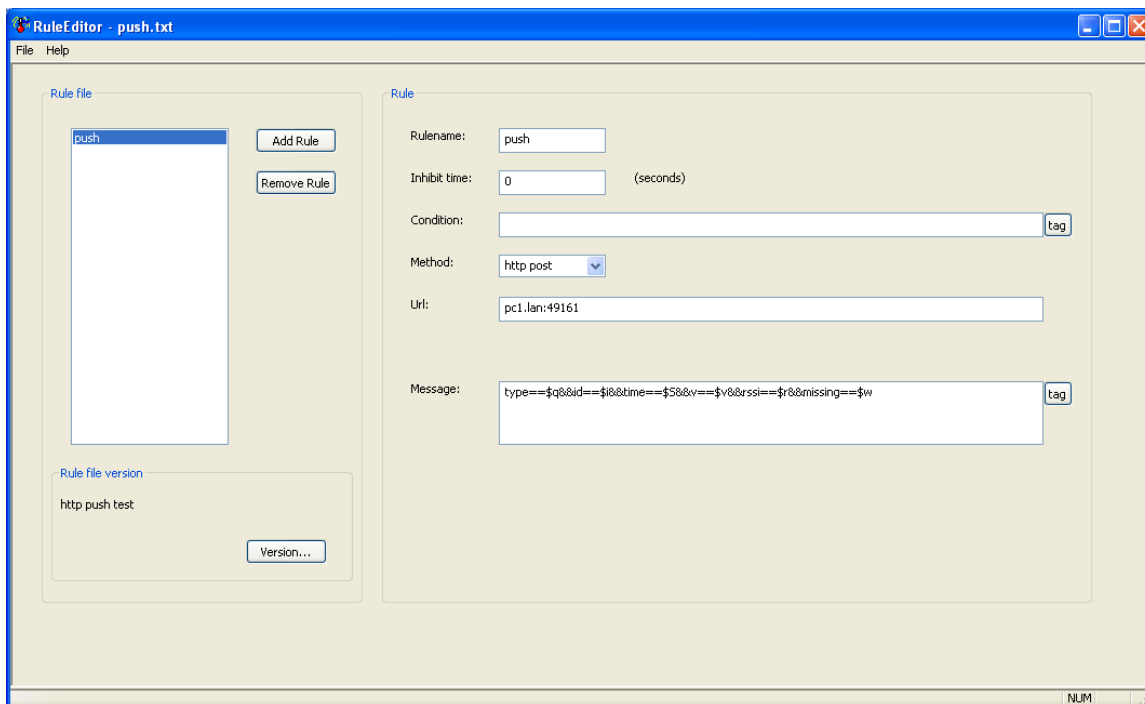 RuleEditor - push.txt
File Help
Rule file
push
Add Rule
Remove Rule
Rule file version
http push test
Version...
Rule
Rulename:
push
Inhibit time:
0
(seconds)
Condition:
tag
Method:
http post
Url:
pc1.lan:49161
Message:
type==$q&&id==$i&&time==$S&&v==$v&&rssi==$r&&missing==$w
tag
NUM